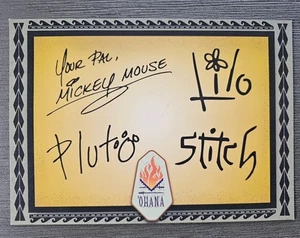 Your Pal,
Mickey Mouse
Lilo
Pluto
Stitch
'OHANA